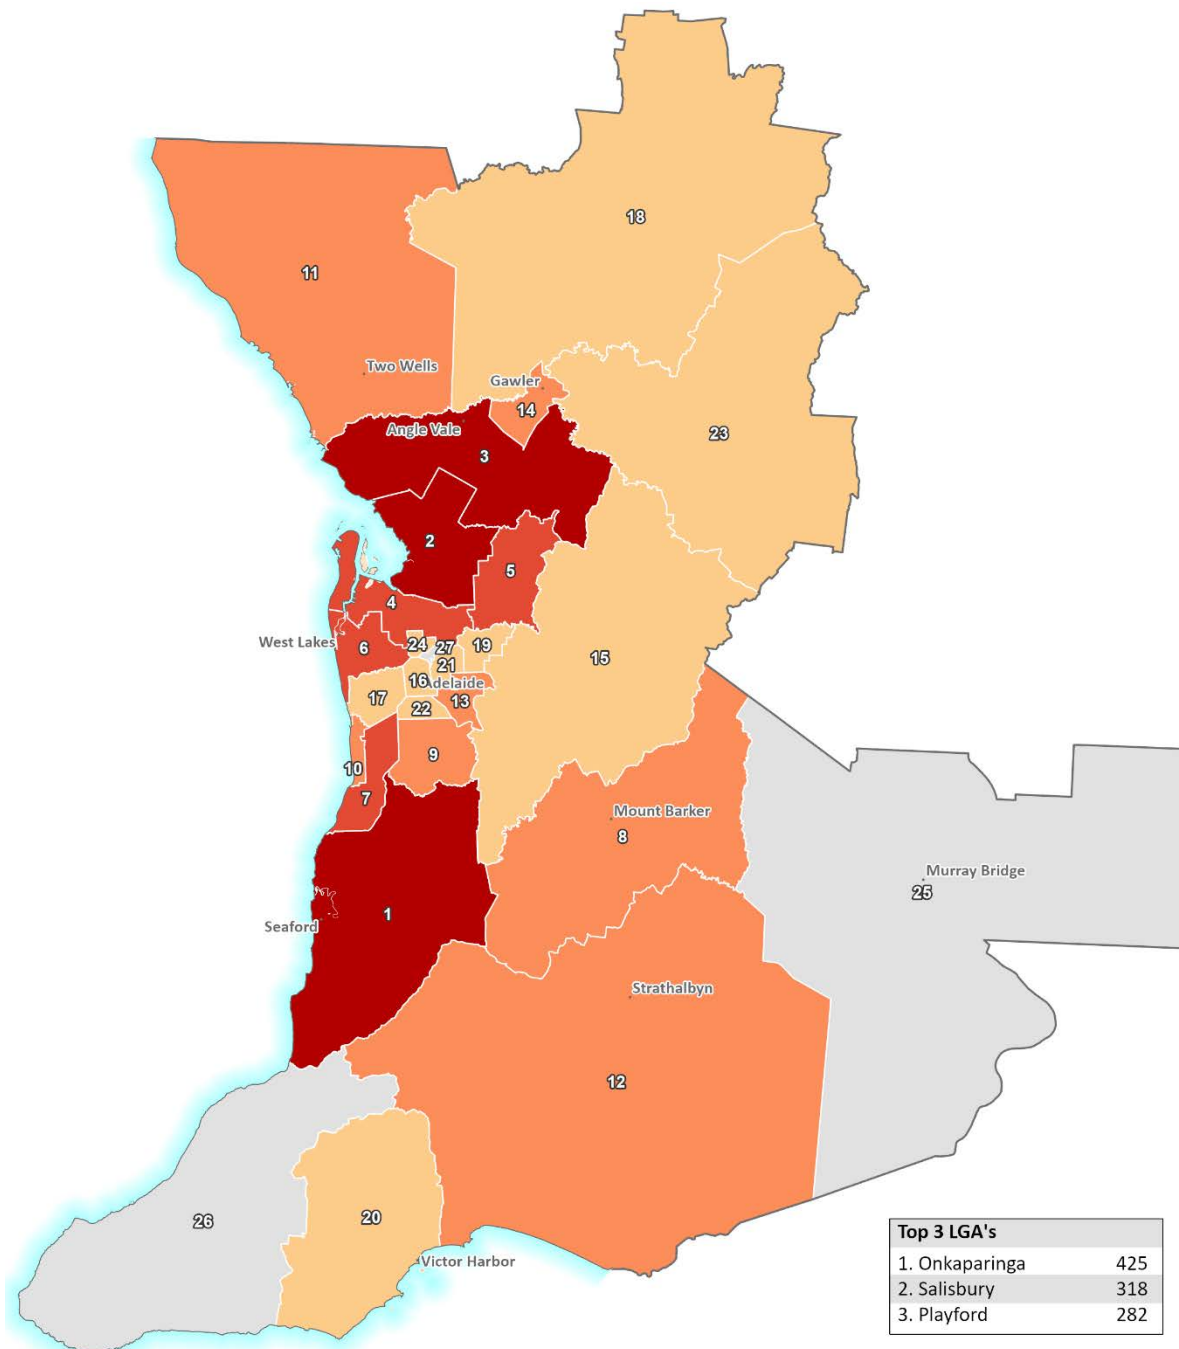 18
11
Two Wells
Gawler
14
Angle Vale
23
3
2
5
4
West Lakes
6
24
27
19
21
15
16
Adelaide
17
13
22
9
10
7
Mount Barker
8
Murray Bridge
25
1
Seaford
Strathalbyn
12
26
20
Victor Harbor
Top 3 LGA's
1. Onkaparinga 425
2. Salisbury 318
3. Playford 282